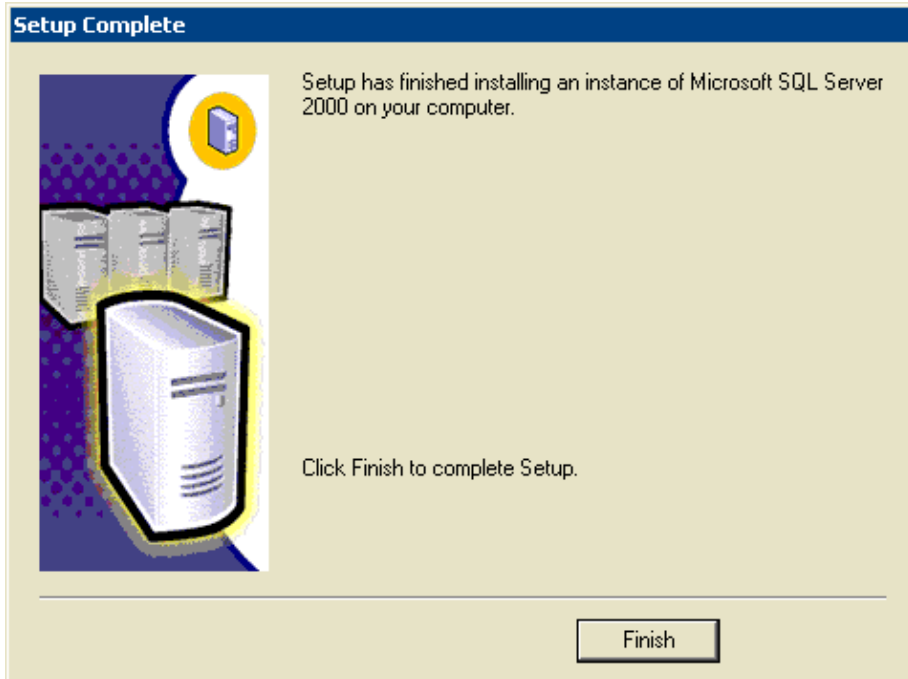 Setup Complete
Setup has finished installing an instance of Microsoft SQL Server
2000 on your computer.
Click Finish to complete Setup.
Finish